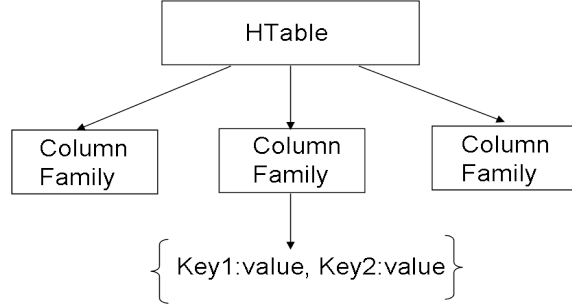 HTable
Column
Family
Column
Family
Column
Family
{ Key1:value, Key2:value }